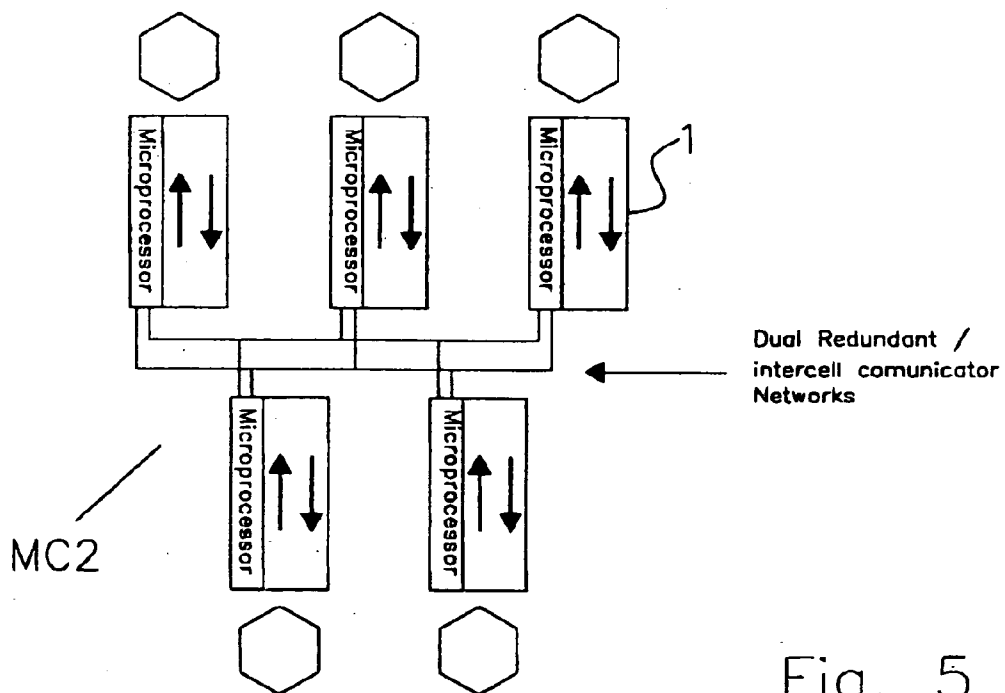 Microprocessor
Microprocessor
Microprocessor
1
Dual Redundant /
intercell comunicator
Networks
Microprocessor
Microprocessor
MC2
Fig. 5